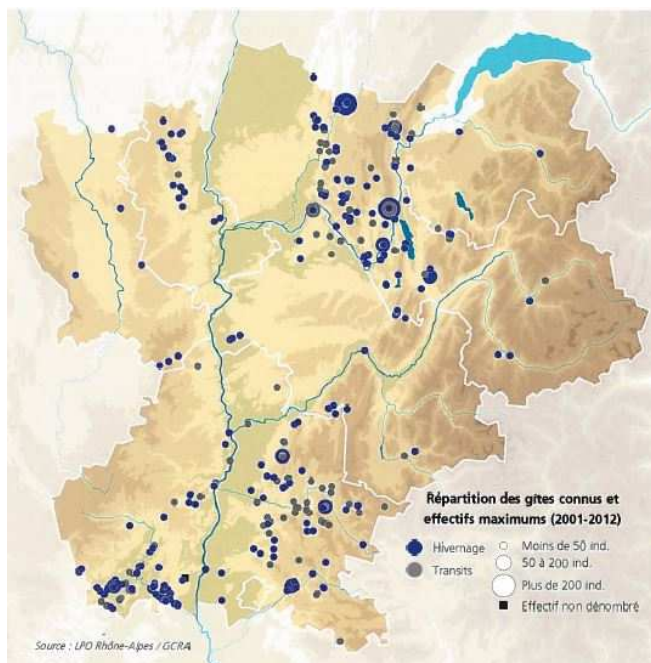 Répartition des gîtes connus et
effectifs maximums (2001-2012)
Hivernage
Transits
Moins de 50 ind.
50 à 200 ind.
Plus de 200 ind.
Effectif non dénombré
Source : LPO Rhône-Alpes / GCRA